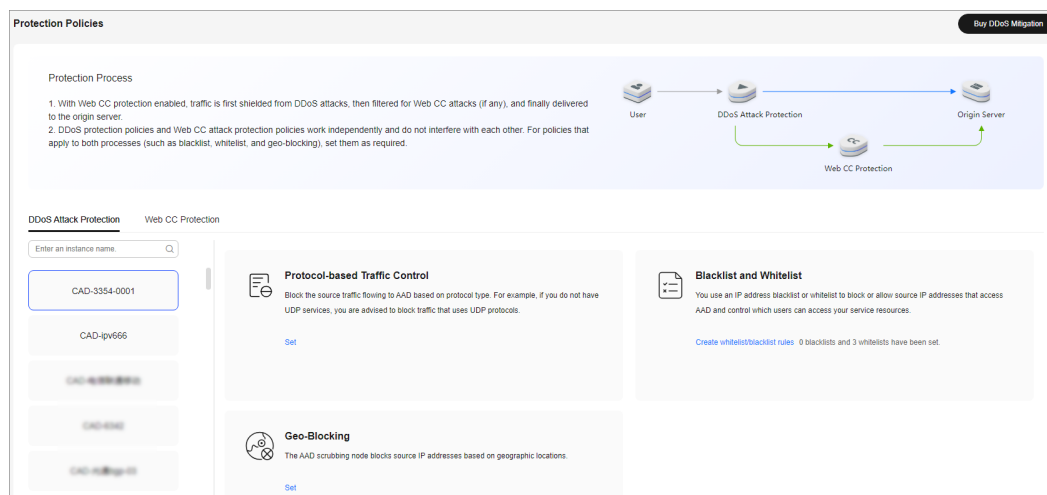 Protection Policies
Buy DDoS Mitigation
Protection Process
1. With Web CC protection enabled, traffic is first shielded from DDoS attacks, then filtered for Web CC attacks (if any), and finally delivered
to the origin server.
2. DDoS protection policies and Web CC attack protection policies work independently and do not interfere with each other. For policies that
apply to both processes (such as blacklist, whitelist, and geo-blocking), set them as required.
User
DDoS Attack Protection
Origin Server
CC
Web CC Protection
DDoS Attack Protection
Web CC Protection
Enter an instance name.
CAD-3354-0001
CAD-ipv666
CAD-6342
Protocol-based Traffic Control
Block the source traffic flowing to AAD based on protocol type. For example, if you do not have
UDP services, you are advised to block traffic that uses UDP protocols.
Set
Blacklist and Whitelist
You use an IP address blacklist or whitelist to block or allow source IP addresses that access
AAD and control which users can access your service resources.
Create whitelist/blacklist rules 0 blacklists and 3 whitelists have been set.
Geo-Blocking
The AAD scrubbing node blocks source IP addresses based on geographic locations.
Set